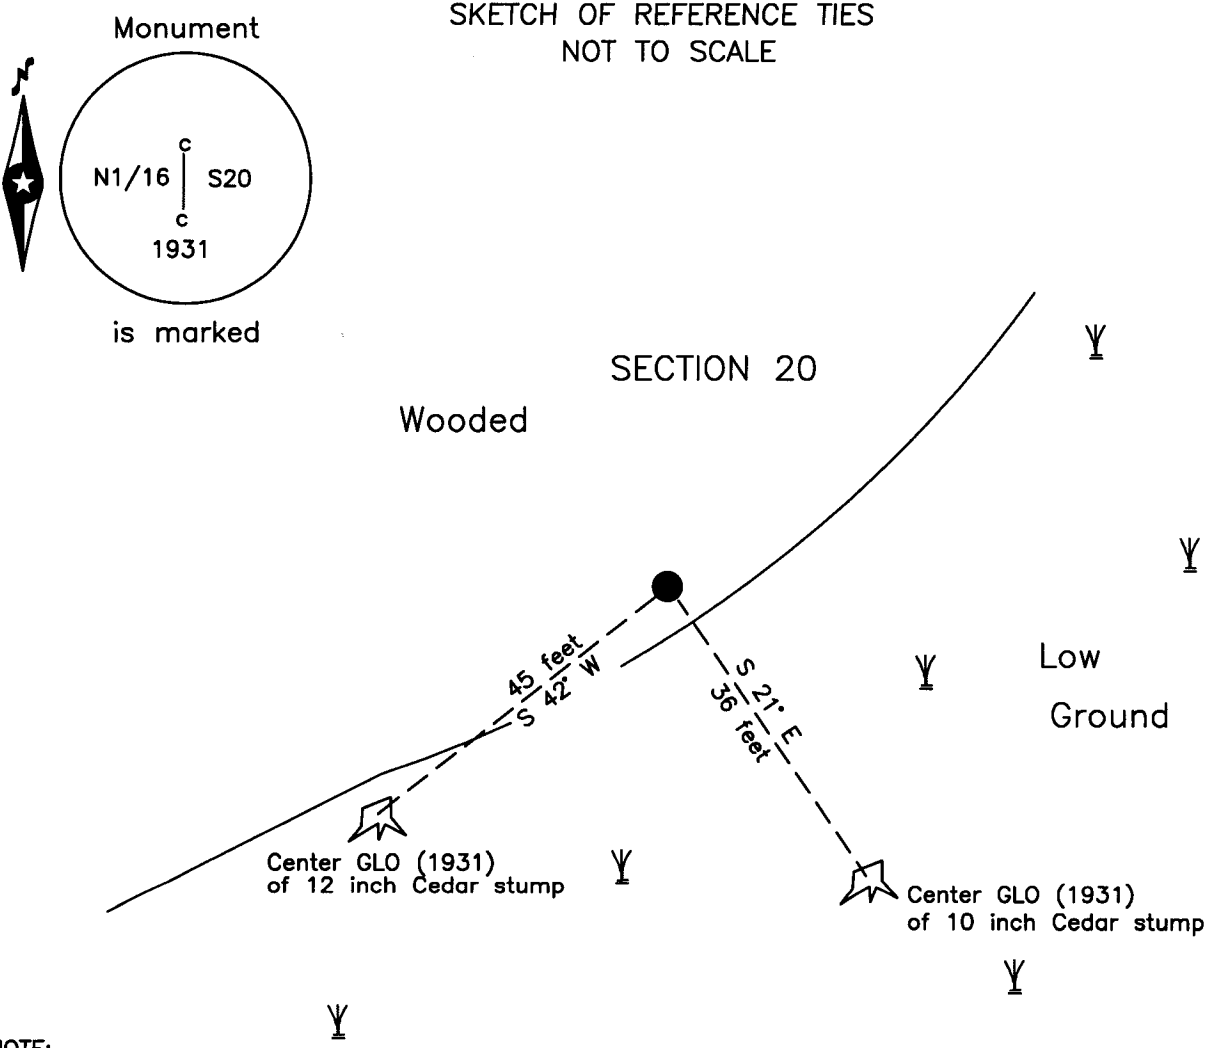 SKETCH OF REFERENCE TIES
NOT TO SCALE
Monument
N
C
N1/16 S20
C
1931
is marked
SECTION 20
Wooded
45 feet
S 42° W
S 21° E
36 feet
Low
Ground
Center GLO (1931)
of 12 inch Cedar stump
Center GLO (1931)
of 10 inch Cedar stump